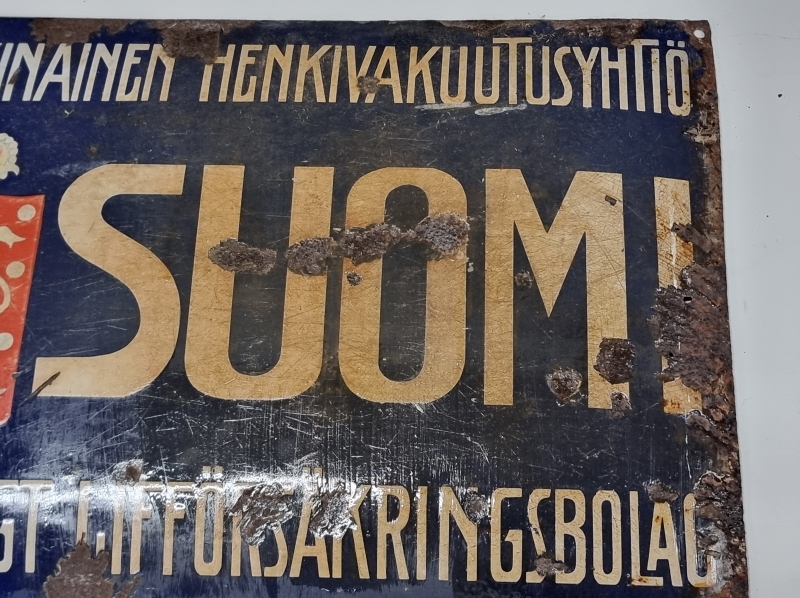 INAINEN HENKIVAKUUTUSYHTIÖ
SUOMI
GT LIFFÖRSÄKRINGSBOLAG